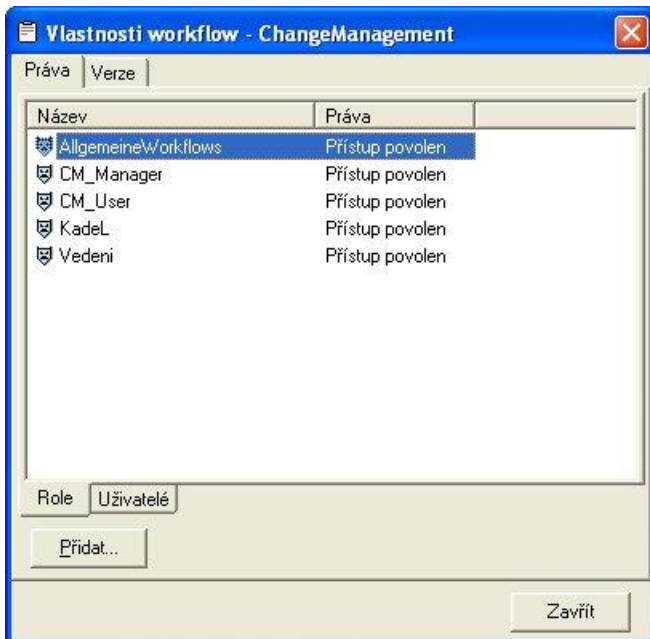 Vlastnosti workflow - ChangeManagement
Práva Verze
Název Práva
AllgemeineWorkflows Přístup povolen
CM_Manager Přístup povolen
CM_User Přístup povolen
KadeL Přístup povolen
Vedeni Přístup povolen
Role Uživatelé
Přidat...
Zavřít